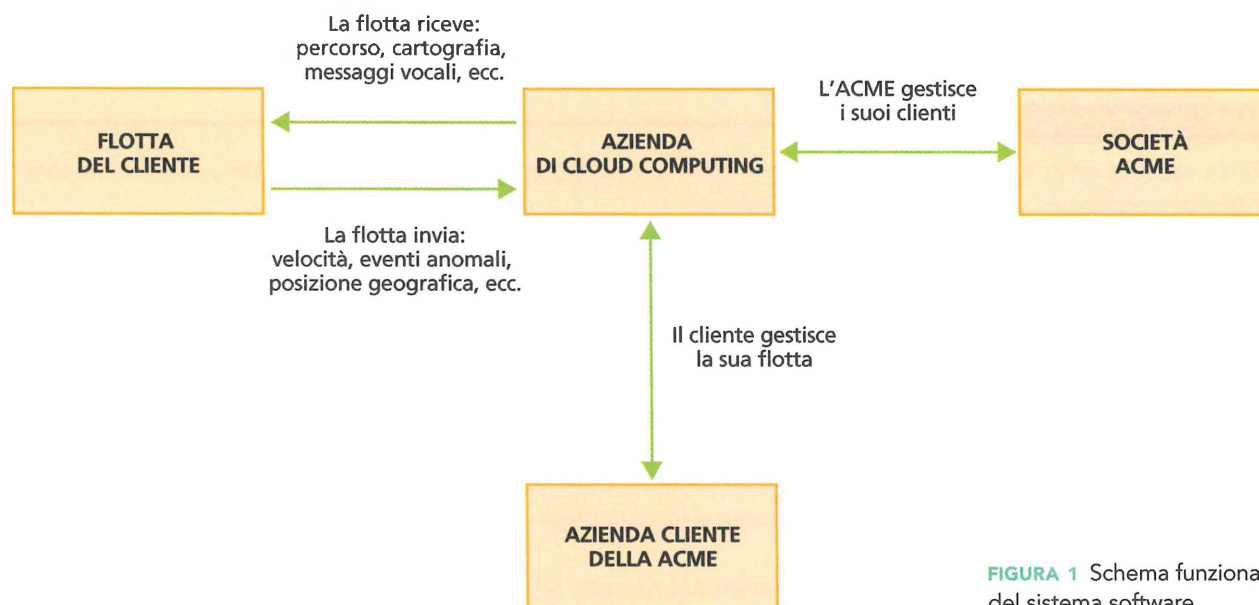 La flotta riceve:
percorso, cartografia,
messaggi vocali, ecc.
L'ACME gestisce
i suoi clienti
FLOTTA
DEL CLIENTE
AZIENDA
DI CLOUD COMPUTING
SOCIETÀ
ACME
La flotta invia:
velocità, eventi anomali,
posizione geografica, ecc.
Il cliente gestisce
la sua flotta
AZIENDA CLIENTE
DELLA ACME
FIGURA 1 Schema funziona
del sistema software